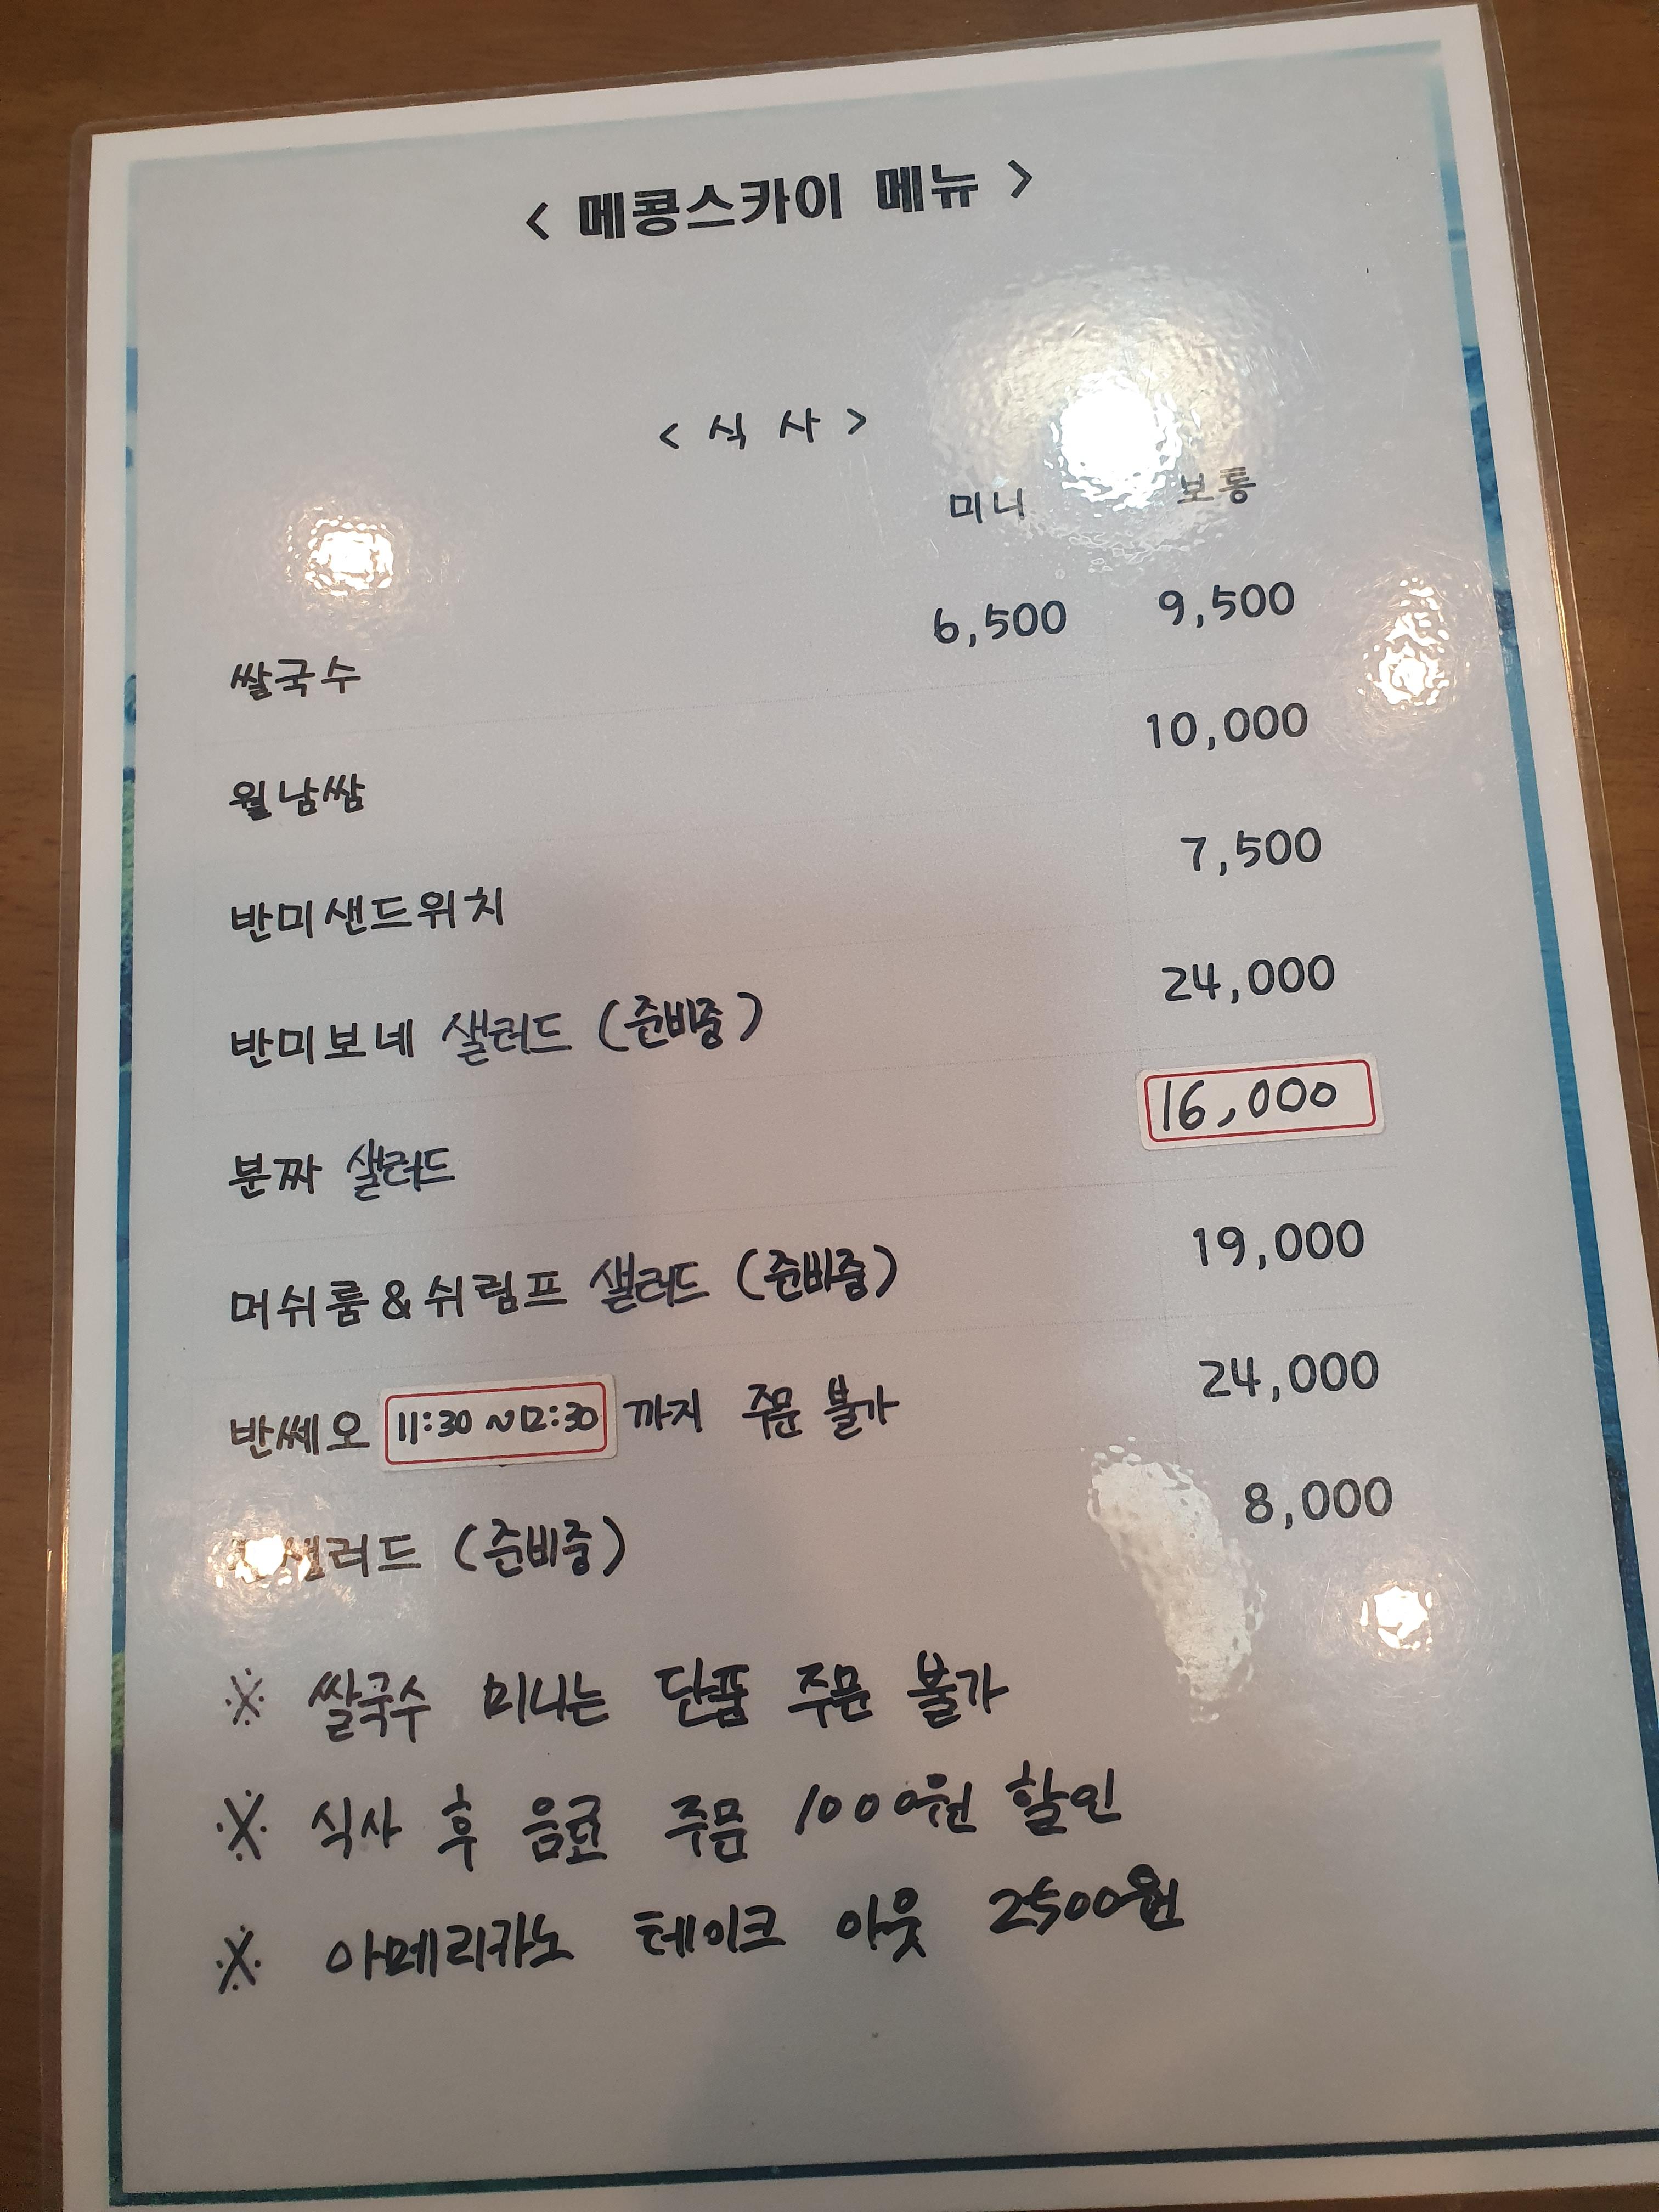 < 메콩스카이 메뉴 >
< 식 사 >
미니 보통
쌀국수 6,500 9,500
월남쌈 10,000
반미샌드위치 7,500
반미보네 샐러드 (준비중) 24,000
분짜 샐러드 16,000
머쉬룸&쉬림프 샐러드 (준비중) 19,000
반쎄오 11:30 ~12:30 까지 주문 불가 24,000
샐러드 (준비중) 8,000
※ 쌀국수 미니는 단품 주문 불가
※ 식사 후 음료 주문 1000원 할인
※ 아메리카노 테이크 아웃 2500원